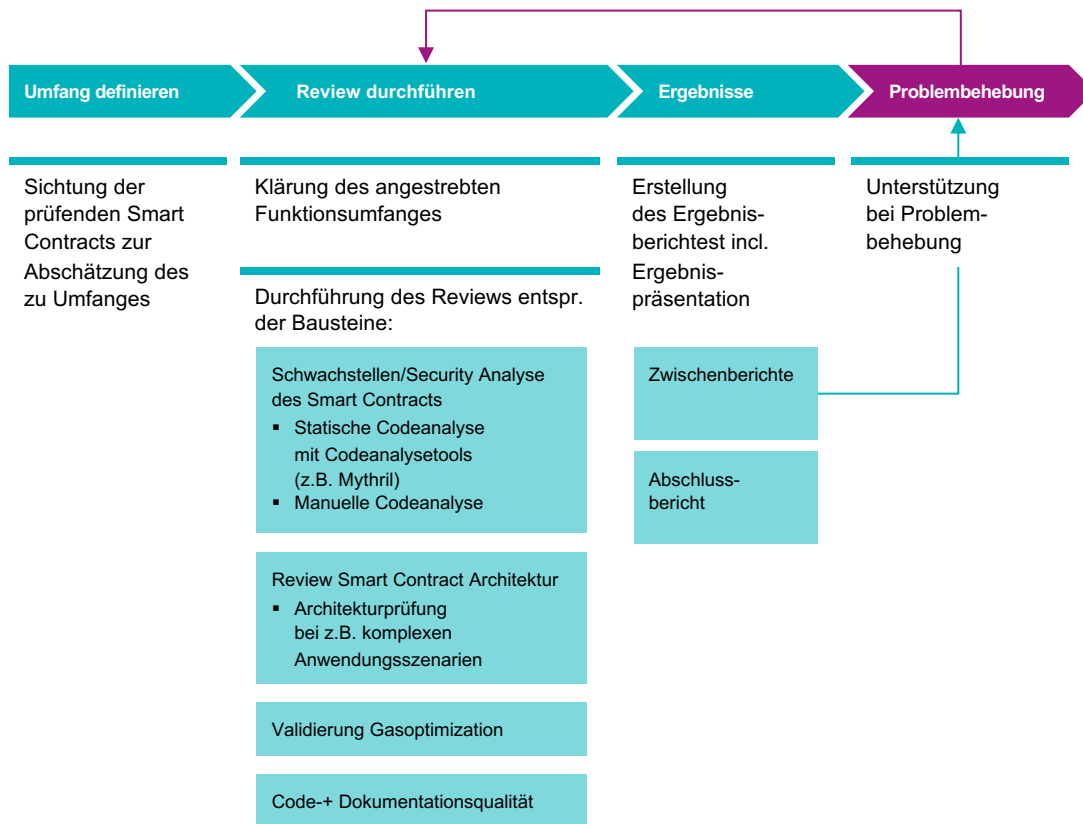 Umfang definieren
Review durchführen
Ergebnisse
Problembehebung
Sichtung der
prüfenden Smart
Contracts zur
Abschätzung des
zu Umfanges
Klärung des angestrebten
Funktionsumfanges
Durchführung des Reviews entspr.
der Bausteine:
Schwachstellen/Security Analyse
des Smart Contracts
▪ Statische Codeanalyse
mit Codeanalysetools
(z.B. Mythril)
▪ Manuelle Codeanalyse
Review Smart Contract Architektur
▪ Architekturprüfung
bei z.B. komplexen
Anwendungsszenarien
Validierung Gasoptimization
Code-+ Dokumentationsqualität
Erstellung
des Ergebnis-
berichtest incl.
Ergebnis-
präsentation
Zwischenberichte
Abschluss-
bericht
Unterstützung
bei Problem-
behebung